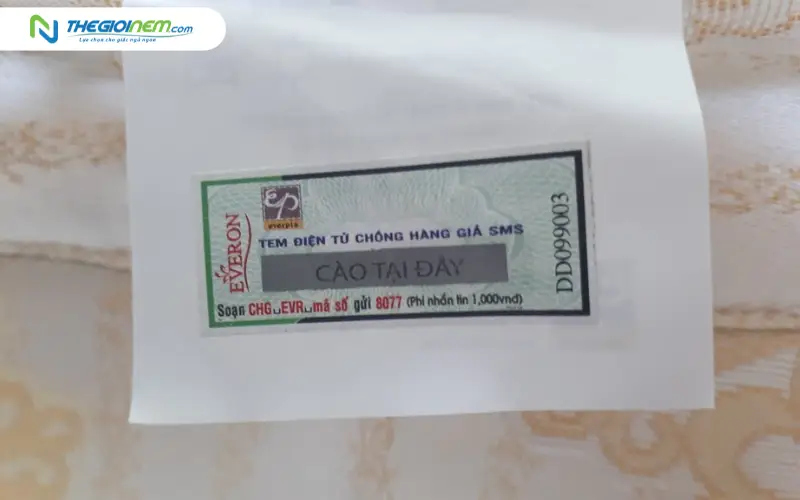 THEGIOINEM.com
Lựa chọn cho giấc ngủ ngon
EP
everpia
EVERON
TEM ĐIỆN TỬ CHỐNG HÀNG GIẢ SMS
CÀO TẠI ĐÂY
Soạn CHG␣EVR␣mã số gửi 8077 (Phí nhắn tin 1,000vnđ)
DD099003